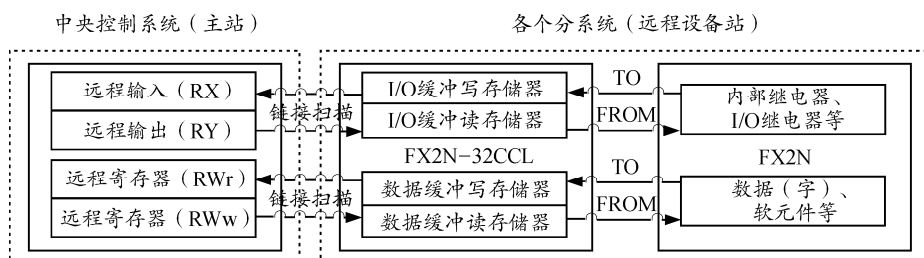 中央控制系统（主站）
各个分系统（远程设备站）
远程输入（RX）
远程输出（RY）
远程寄存器（RWr）
远程寄存器（RWw）
链接扫描
链接扫描
I/O缓冲写存储器
I/O缓冲读存储器
FX2N-32CCL
数据缓冲写存储器
数据缓冲读存储器
TO
FROM
TO
FROM
内部继电器、
I/O继电器等
FX2N
数据（字）、
软元件等